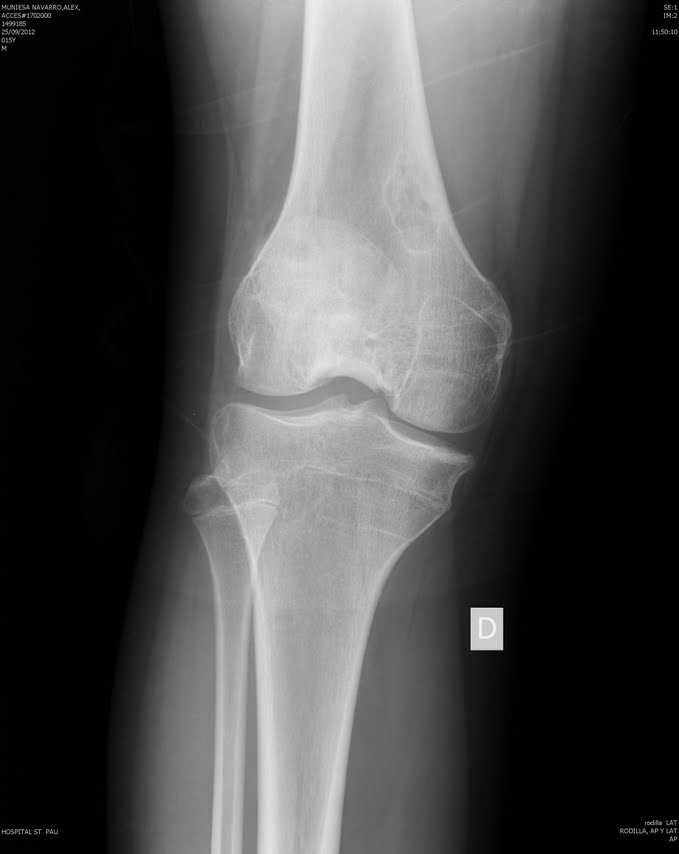 MUNIESA NAVARRO,ALEX,
ACCES#1702000
1499185
25/09/2012
015Y
M
SE:1
IM:2
11:50:10
D
HOSPITAL ST PAU
rodilla LAT
RODILLA, AP Y LAT
AP